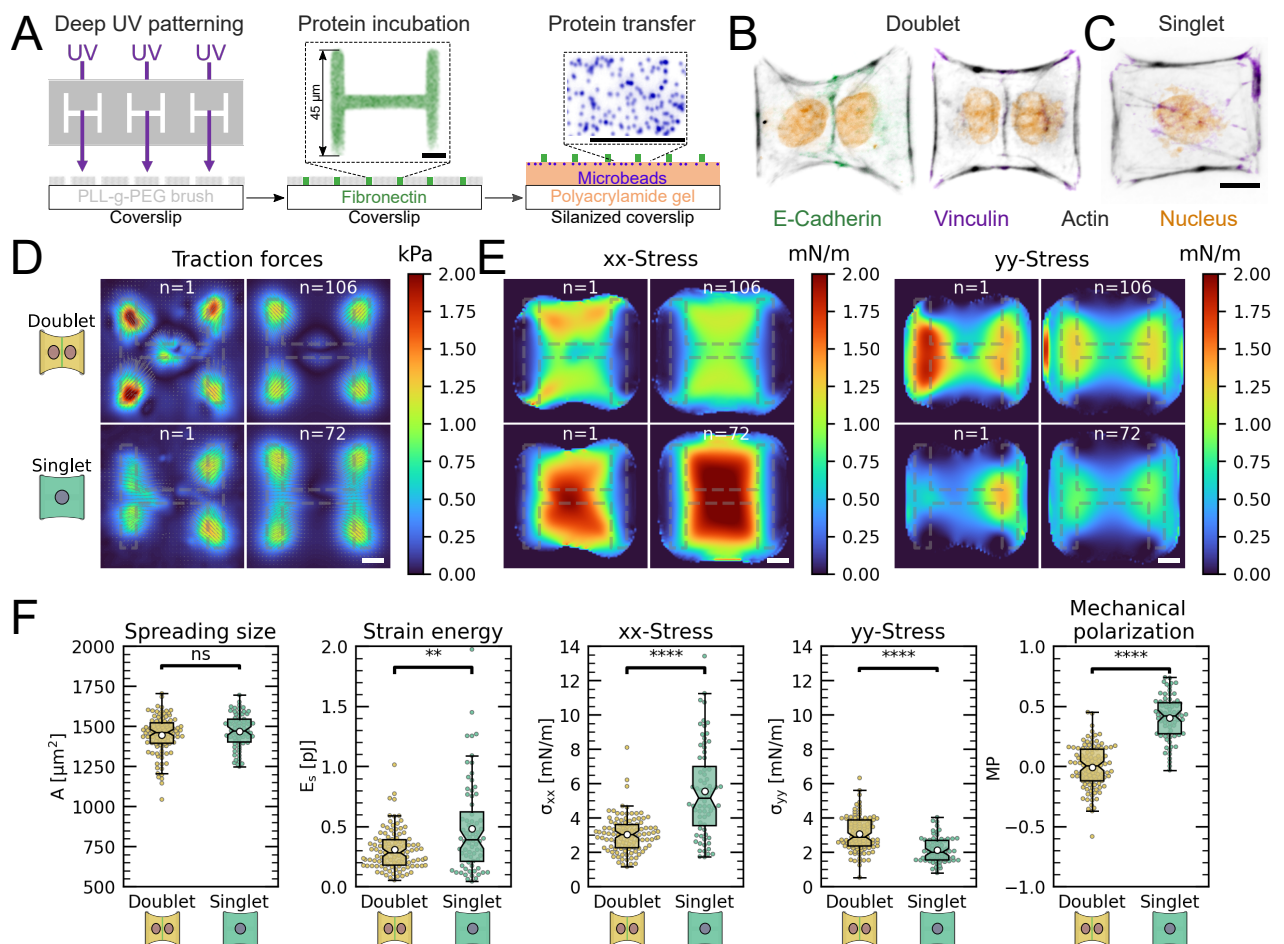 A
Deep UV patterning
UV
UV
UV
PLL-g-PEG brush
Coverslip
Protein incubation
45 µm
Fibronectin
Coverslip
Protein transfer
Microbeads
Polyacrylamide gel
Silanized coverslip
B
Doublet
C
Singlet
E-Cadherin
Vinculin
Actin
Nucleus
D
Traction forces
kPa
n=1
n=106
Doublet
n=1
n=72
Singlet
2.00
1.75
1.50
1.25
1.00
0.75
0.50
0.25
0.00
E
xx-Stress
mN/m
n=1
n=106
n=1
n=72
2.00
1.75
1.50
1.25
1.00
0.75
0.50
0.25
0.00
yy-Stress
mN/m
n=1
n=106
n=1
n=72
2.00
1.75
1.50
1.25
1.00
0.75
0.50
0.25
0.00
F
Spreading size
ns
A [µm²]
2000
1750
1500
1250
1000
750
500
Doublet
Singlet
Strain energy
**
Eₛ [pJ]
2.0
1.5
1.0
0.5
0.0
Doublet
Singlet
xx-Stress
****
σₓₓ [mN/m]
14
12
10
8
6
4
2
0
Doublet
Singlet
yy-Stress
****
σyy [mN/m]
14
12
10
8
6
4
2
0
Doublet
Singlet
Mechanical
polarization
****
MP
1.0
0.5
0.0
−0.5
−1.0
Doublet
Singlet